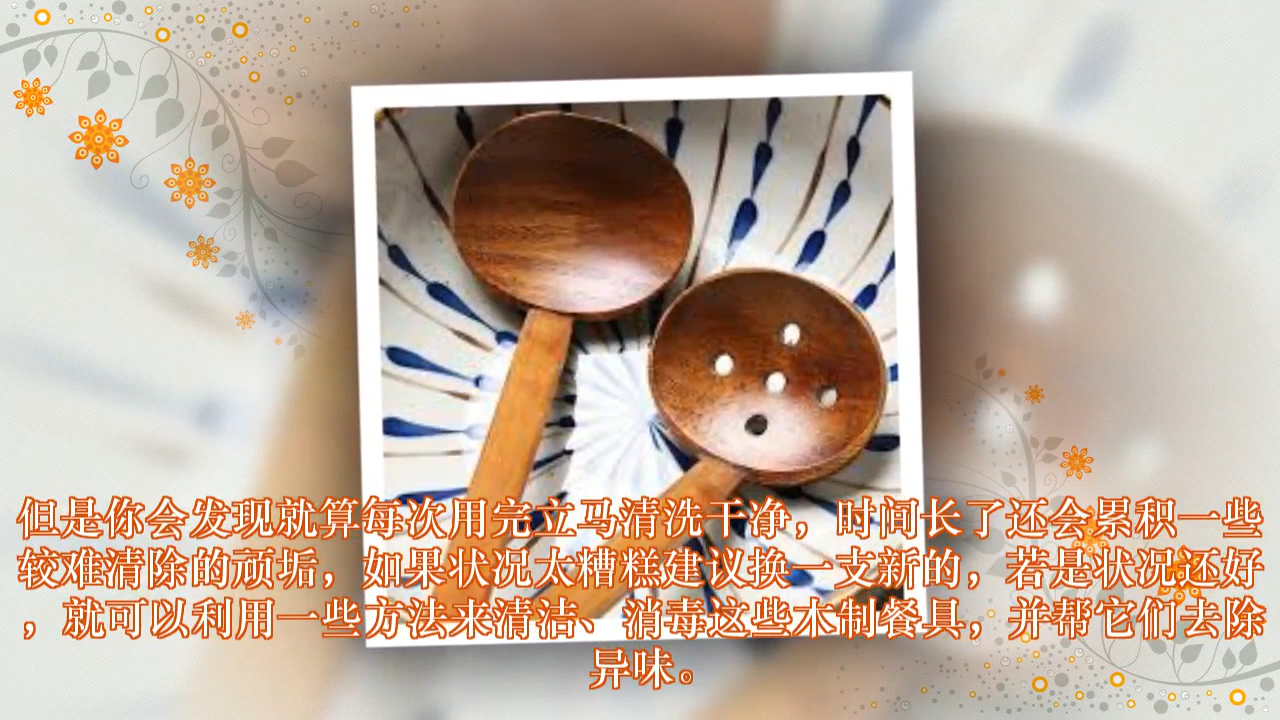 但是你会发现就算每次用完立马清洗干净，时间长了还会累积一些
较难清除的顽垢，如果状况太糟糕建议换一支新的，若是状况还好
，就可以利用一些方法来清洁、消毒这些木制餐具，并帮它们去除
异味。